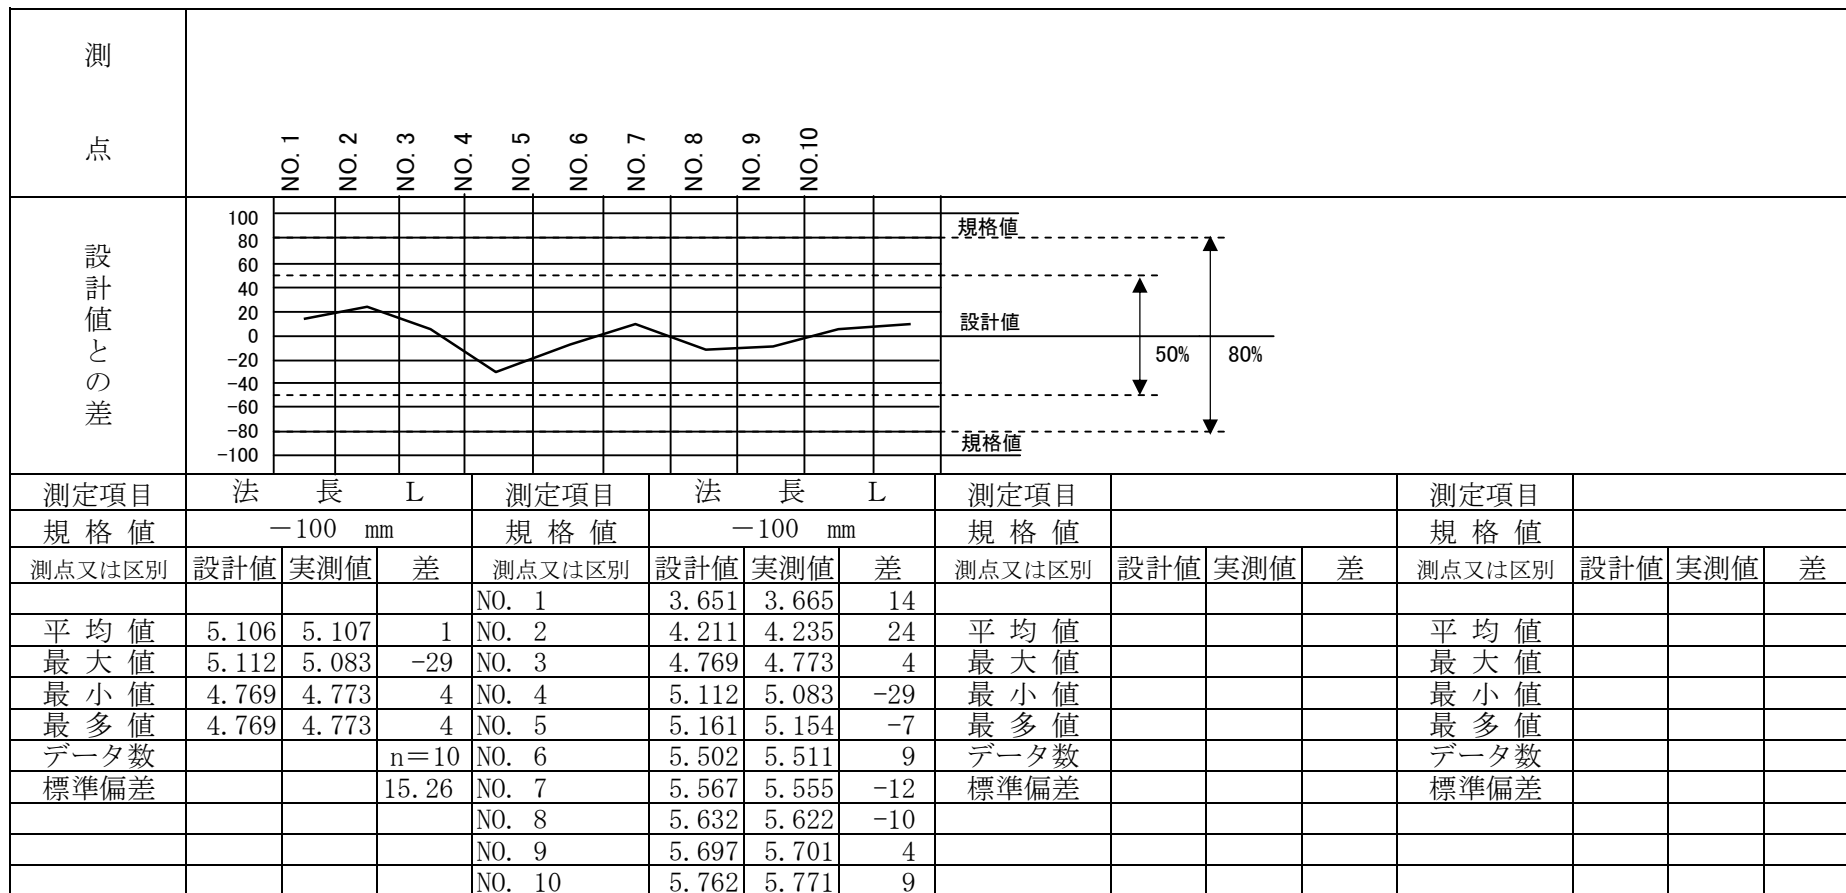 測
点
NO. 1 NO. 2 NO. 3 NO. 4 NO. 5 NO. 6 NO. 7 NO. 8 NO. 9 NO.10
設計値との差
100
80
60
40
20
0
-20
-40
-60
-80
-100
規格値
設計値
50% 80%
規格値
測定項目 法 長 L 測定項目 法 長 L 測定項目 測定項目
規 格 値 －100 mm 規 格 値 －100 mm 規 格 値 規 格 値
測点又は区別 設計値 実測値 差 測点又は区別 設計値 実測値 差 測点又は区別 設計値 実測値 差 測点又は区別 設計値 実測値 差
NO. 1 3.651 3.665 14
平 均 値 5.106 5.107 1 NO. 2 4.211 4.235 24 平 均 値 平 均 値
最 大 値 5.112 5.083 -29 NO. 3 4.769 4.773 4 最 大 値 最 大 値
最 小 値 4.769 4.773 4 NO. 4 5.112 5.083 -29 最 小 値 最 小 値
最 多 値 4.769 4.773 4 NO. 5 5.161 5.154 -7 最 多 値 最 多 値
データ数 n＝10 NO. 6 5.502 5.511 9 データ数 データ数
標準偏差 15.26 NO. 7 5.567 5.555 -12 標準偏差 標準偏差
NO. 8 5.632 5.622 -10
NO. 9 5.697 5.701 4
NO. 10 5.762 5.771 9